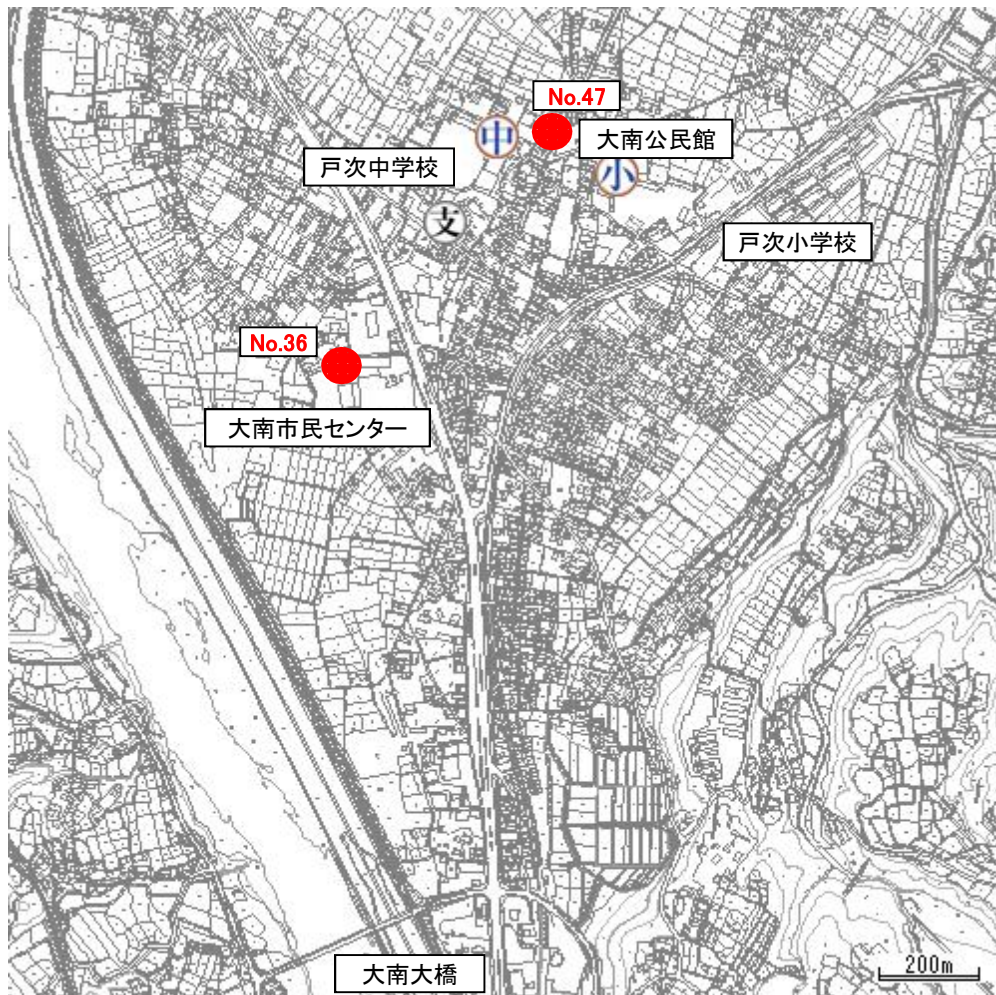 No.47
中
大南公民館
戸次中学校
小
支
戸次小学校
No.36
大南市民センター
大南大橋
200m